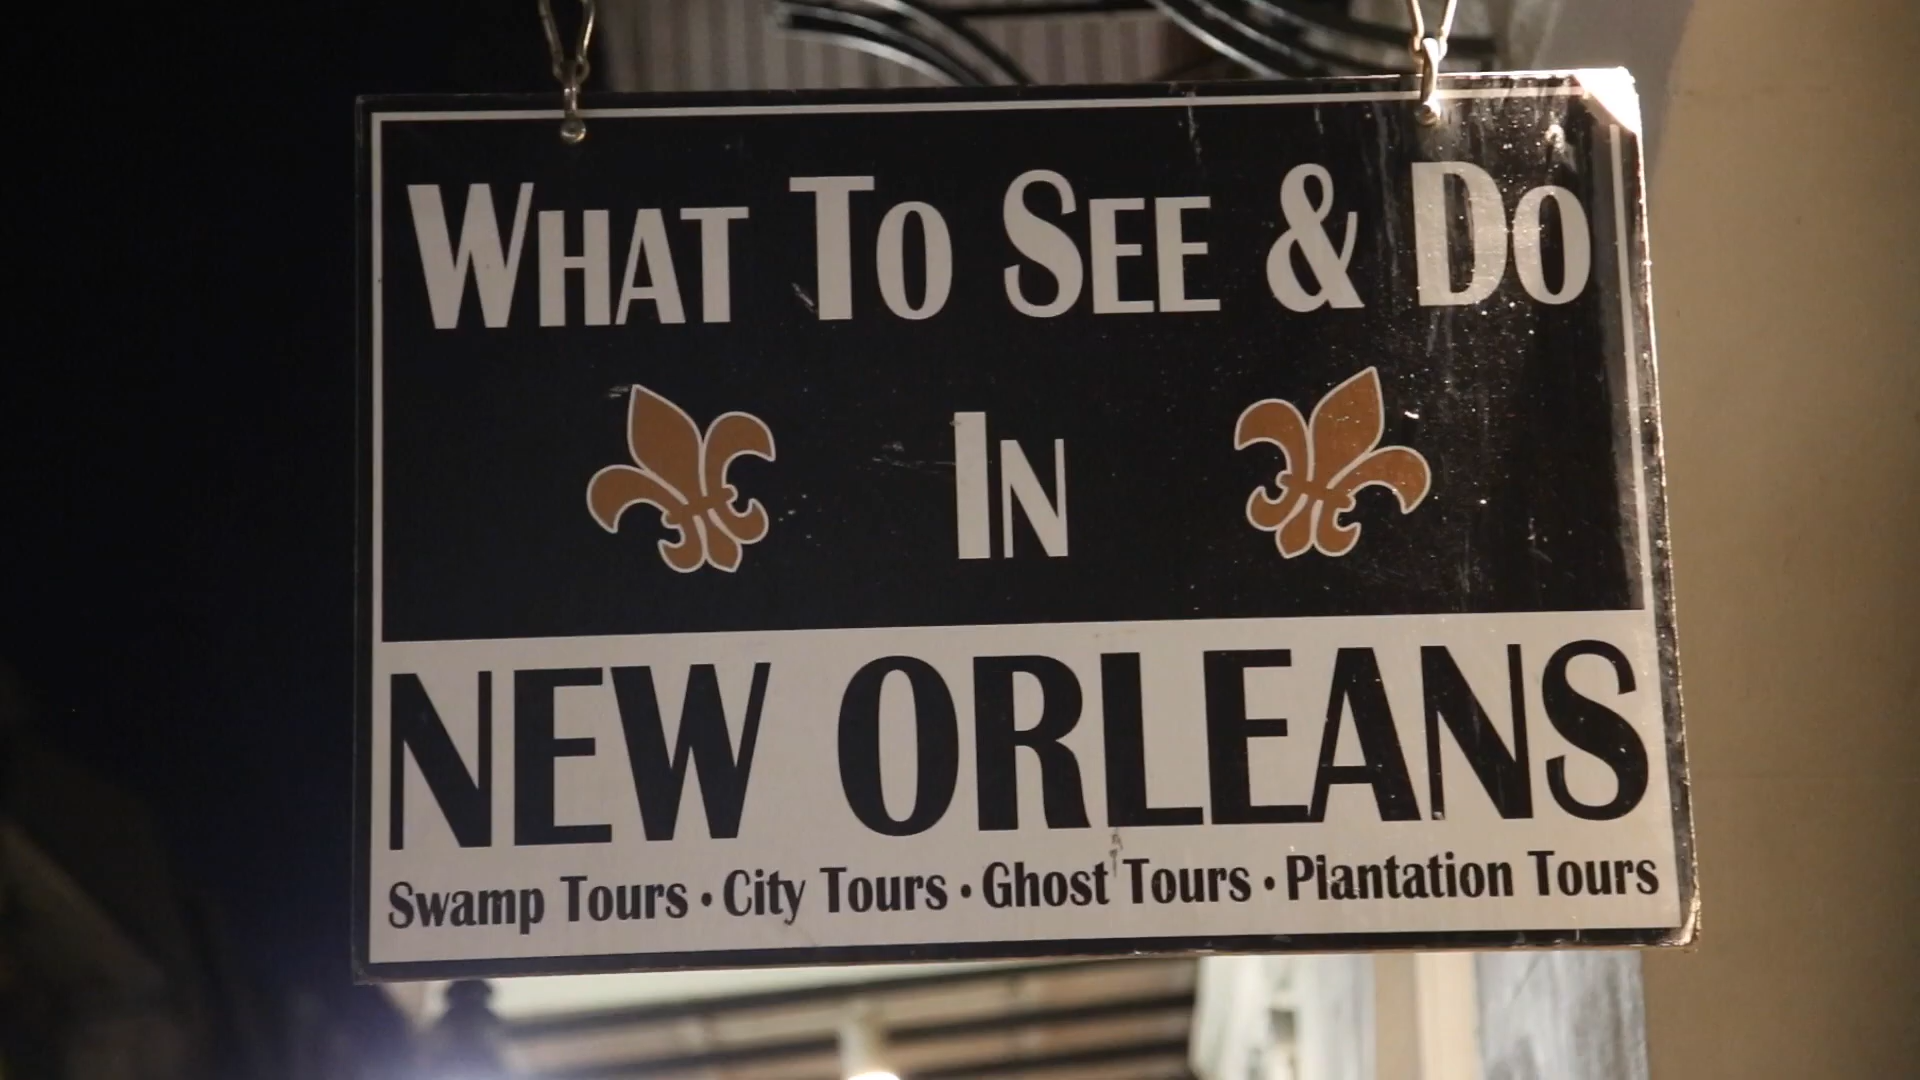 WHAT TO SEE & DO
IN
NEW ORLEANS
Swamp Tours • City Tours • Ghost Tours • Plantation Tours